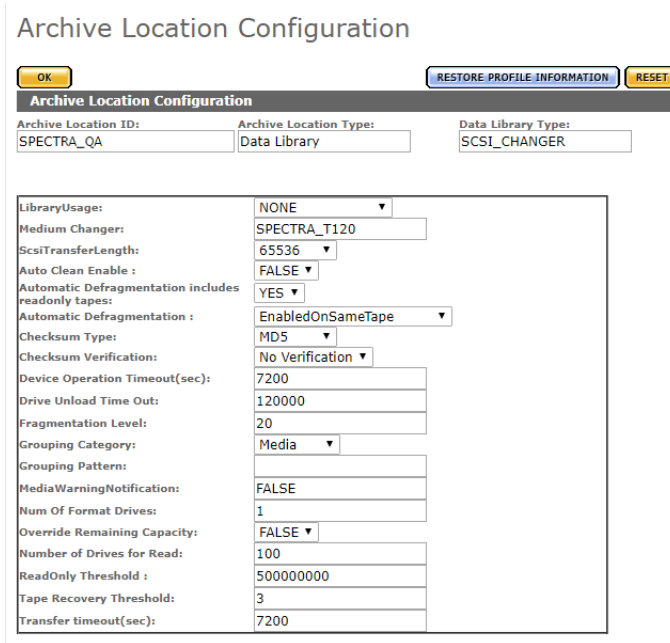 Archive Location Configuration
OK
RESTORE PROFILE INFORMATION
RESET
Archive Location Configuration
Archive Location ID: Archive Location Type: Data Library Type:
SPECTRA_QA Data Library SCSI_CHANGER
LibraryUsage: NONE
Medium Changer: SPECTRA_T120
ScsiTransferLength: 65536
Auto Clean Enable : FALSE
Automatic Defragmentation includes
readonly tapes: YES
Automatic Defragmentation : EnabledOnSameTape
Checksum Type: MD5
Checksum Verification: No Verification
Device Operation Timeout(sec): 7200
Drive Unload Time Out: 120000
Fragmentation Level: 20
Grouping Category: Media
Grouping Pattern:
MediaWarningNotification: FALSE
Num Of Format Drives: 1
Override Remaining Capacity: FALSE
Number of Drives for Read: 100
ReadOnly Threshold : 500000000
Tape Recovery Threshold: 3
Transfer timeout(sec): 7200